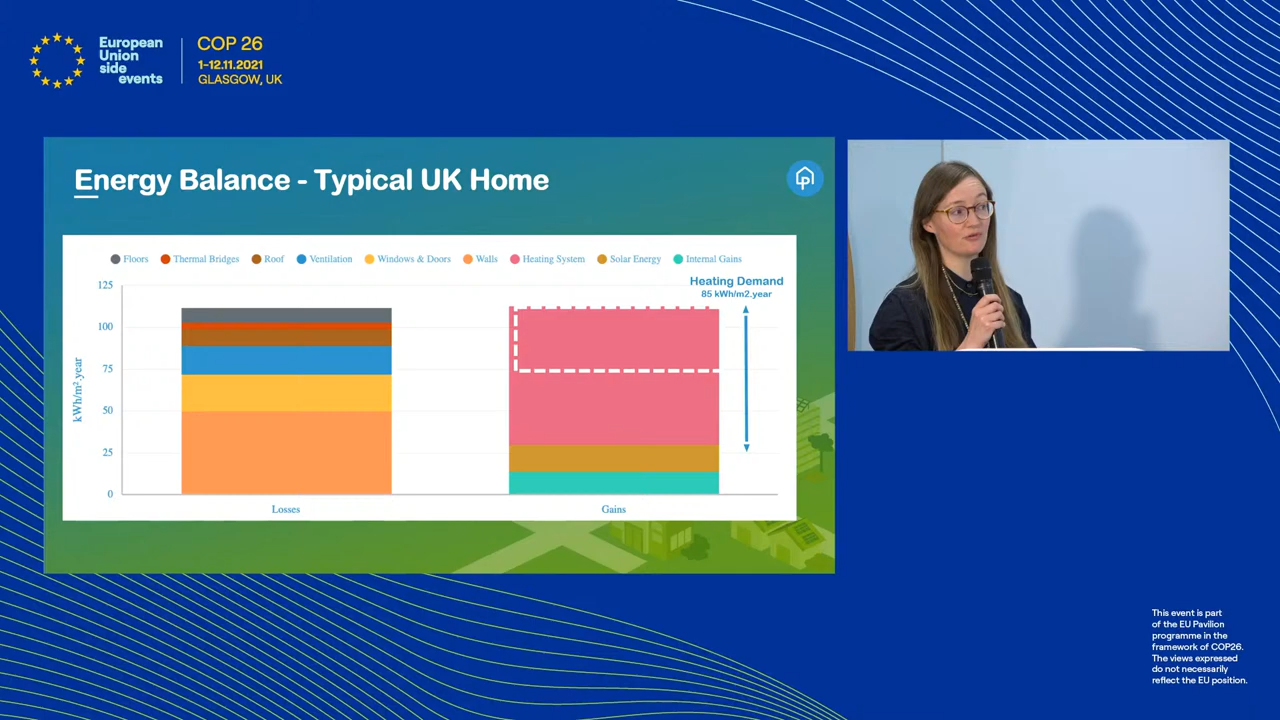 European
Union
side
events
COP 26
1-12.11.2021
GLASGOW, UK
Energy Balance - Typical UK Home
Floors Thermal Bridges Roof Ventilation Windows & Doors Walls Heating System Solar Energy Internal Gains
Heating Demand
85 kWh/m2.year
125
100
75
50
25
0
kWh/m².year
Losses
Gains
This event is part
of the EU Pavilion
programme in the
framework of COP26.
The views expressed
do not necessarily
reflect the EU position.